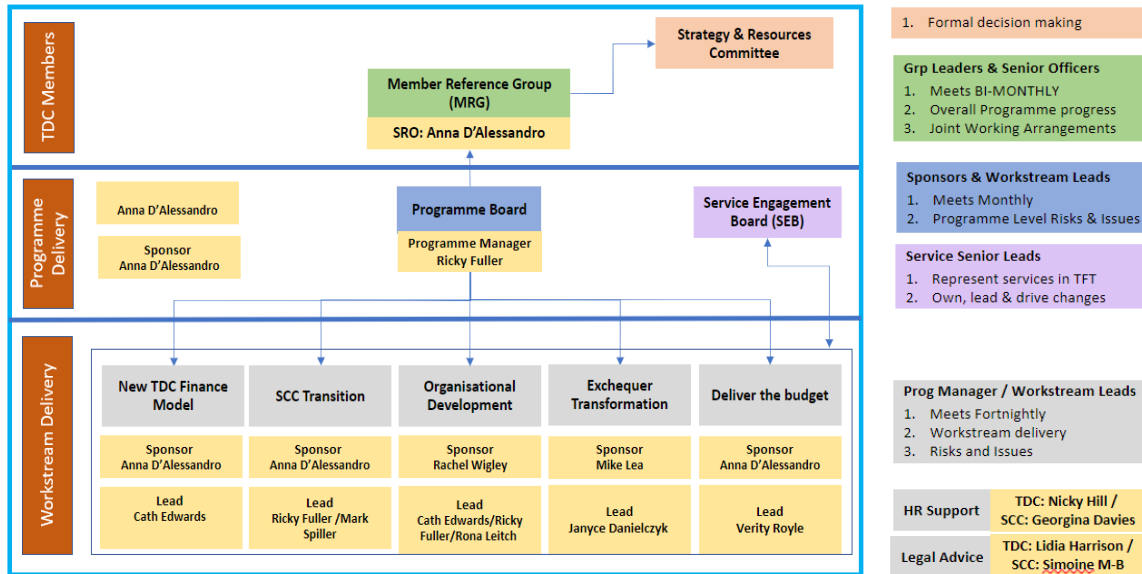 TDC Members
Strategy & Resources
Committee
Member Reference Group
(MRG)
SRO: Anna D'Alessandro
Programme
Delivery
Anna D'Alessandro
Sponsor
Anna D'Alessandro
Programme Board
Programme Manager
Ricky Fuller
Service Engagement
Board (SEB)
Workstream Delivery
New TDC Finance
Model
Sponsor
Anna D'Alessandro
Lead
Cath Edwards
SCC Transition
Sponsor
Anna D'Alessandro
Lead
Ricky Fuller /Mark
Spiller
Organisational
Development
Sponsor
Rachel Wigley
Lead
Cath Edwards/Ricky
Fuller/Rona Leitch
Exchequer
Transformation
Sponsor
Mike Lea
Lead
Janyce Danielczyk
Deliver the budget
Sponsor
Anna D'Alessandro
Lead
Verity Royle
1. Formal decision making
Grp Leaders & Senior Officers
1. Meets BI-MONTHLY
2. Overall Programme progress
3. Joint Working Arrangements
Sponsors & Workstream Leads
1. Meets Monthly
2. Programme Level Risks & Issues
Service Senior Leads
1. Represent services in TFT
2. Own, lead & drive changes
Prog Manager / Workstream Leads
1. Meets Fortnightly
2. Workstream delivery
3. Risks and Issues
HR Support
TDC: Nicky Hill /
SCC: Georgina Davies
Legal Advice
TDC: Lidia Harrison /
SCC: Simoine M-B